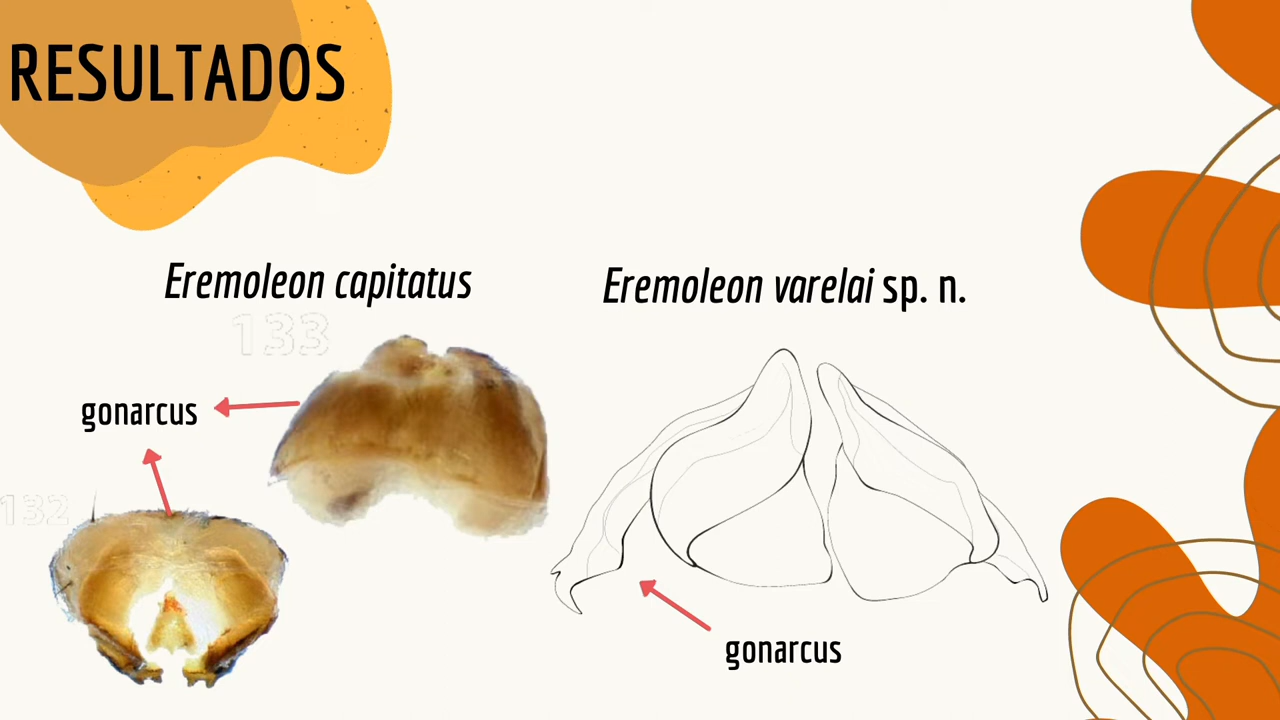 RESULTADOS
Eremoleon capitatus
Eremoleon varelai sp. n.
133
gonarcus
132
gonarcus